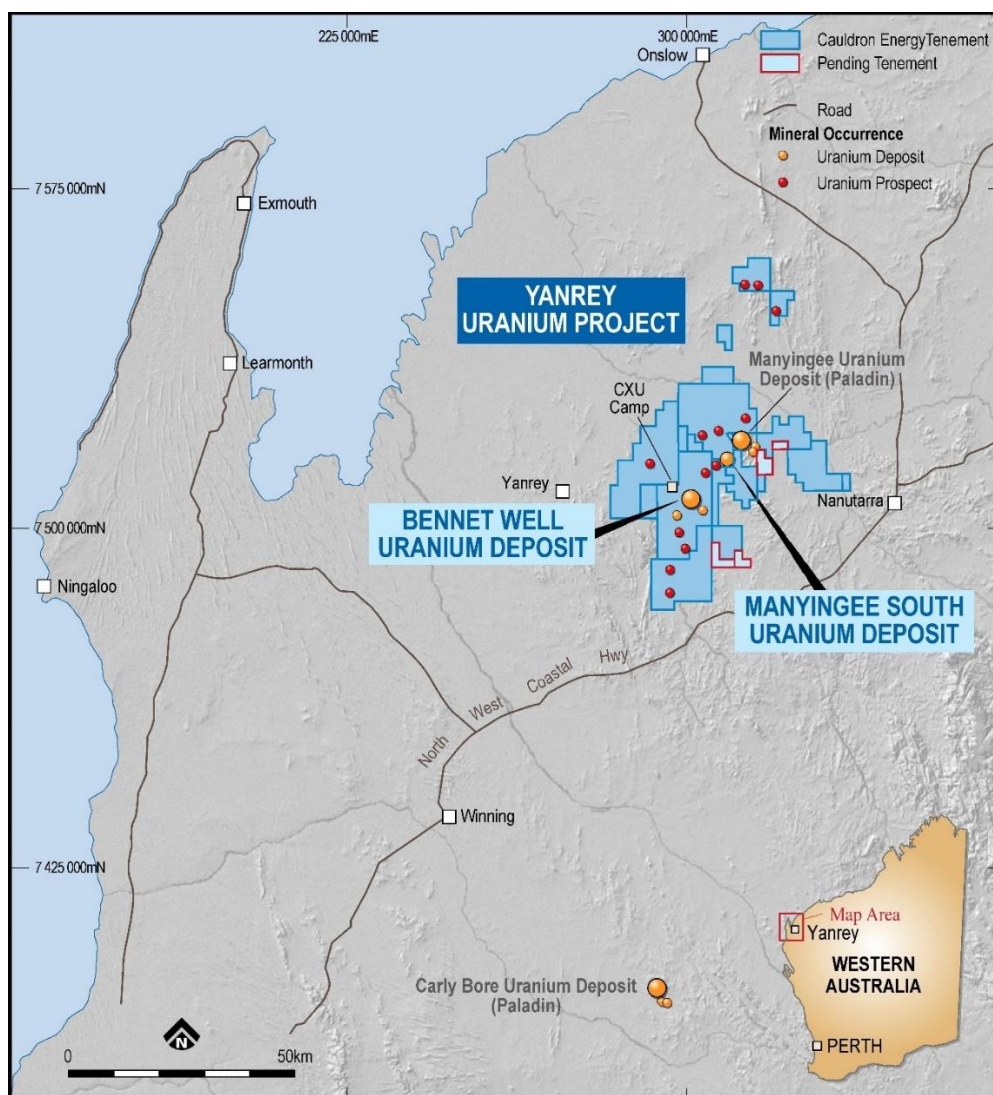 225 000mE
300 000mE
Onslow
Cauldron EnergyTenement
Pending Tenement
Road
Mineral Occurrence
Uranium Deposit
Uranium Prospect
7 575 000mN
Exmouth
YANREY
URANIUM PROJECT
Learmonth
Manyingee Uranium
Deposit (Paladin)
CXU
Camp
Yanrey
Nanutarra
7 500 000mN
BENNET WELL
URANIUM DEPOSIT
Ningaloo
MANYINGEE SOUTH
URANIUM DEPOSIT
North West Coastal Hwy
Winning
7 425 000mN
Map Area
Yanrey
WESTERN
AUSTRALIA
Carly Bore Uranium Deposit
(Paladin)
N
0
50km
PERTH